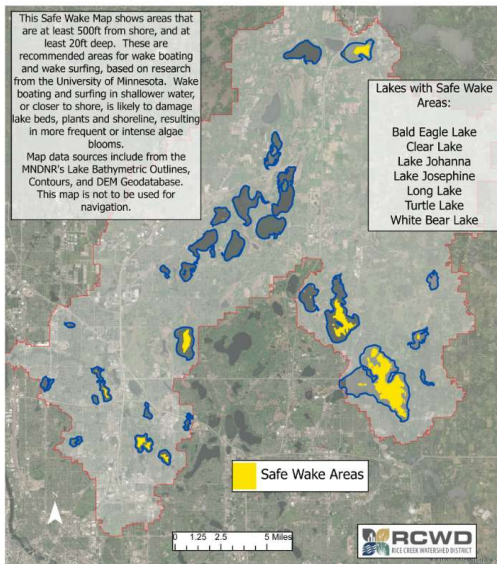 This Safe Wake Map shows areas that
are at least 500ft from shore, and at
least 20ft deep. These are
recommended areas for wake boating
and wake surfing, based on research
from the University of Minnesota. Wake
boating and surfing in shallower water,
or closer to shore, is likely to damage
lake beds, plants and shoreline, resulting
in more frequent or intense algae
blooms.
Map data sources include from the
MNDNR's Lake Bathymetric Outlines,
Contours, and DEM Geodatabase.
This map is not to be used for
navigation.
Lakes with Safe Wake
Areas:
Bald Eagle Lake
Clear Lake
Lake Johanna
Lake Josephine
Long Lake
Turtle Lake
White Bear Lake
Safe Wake Areas
N
0 1.25 2.5 5 Miles
RCWD
RICE CREEK WATERSHED DISTRICT